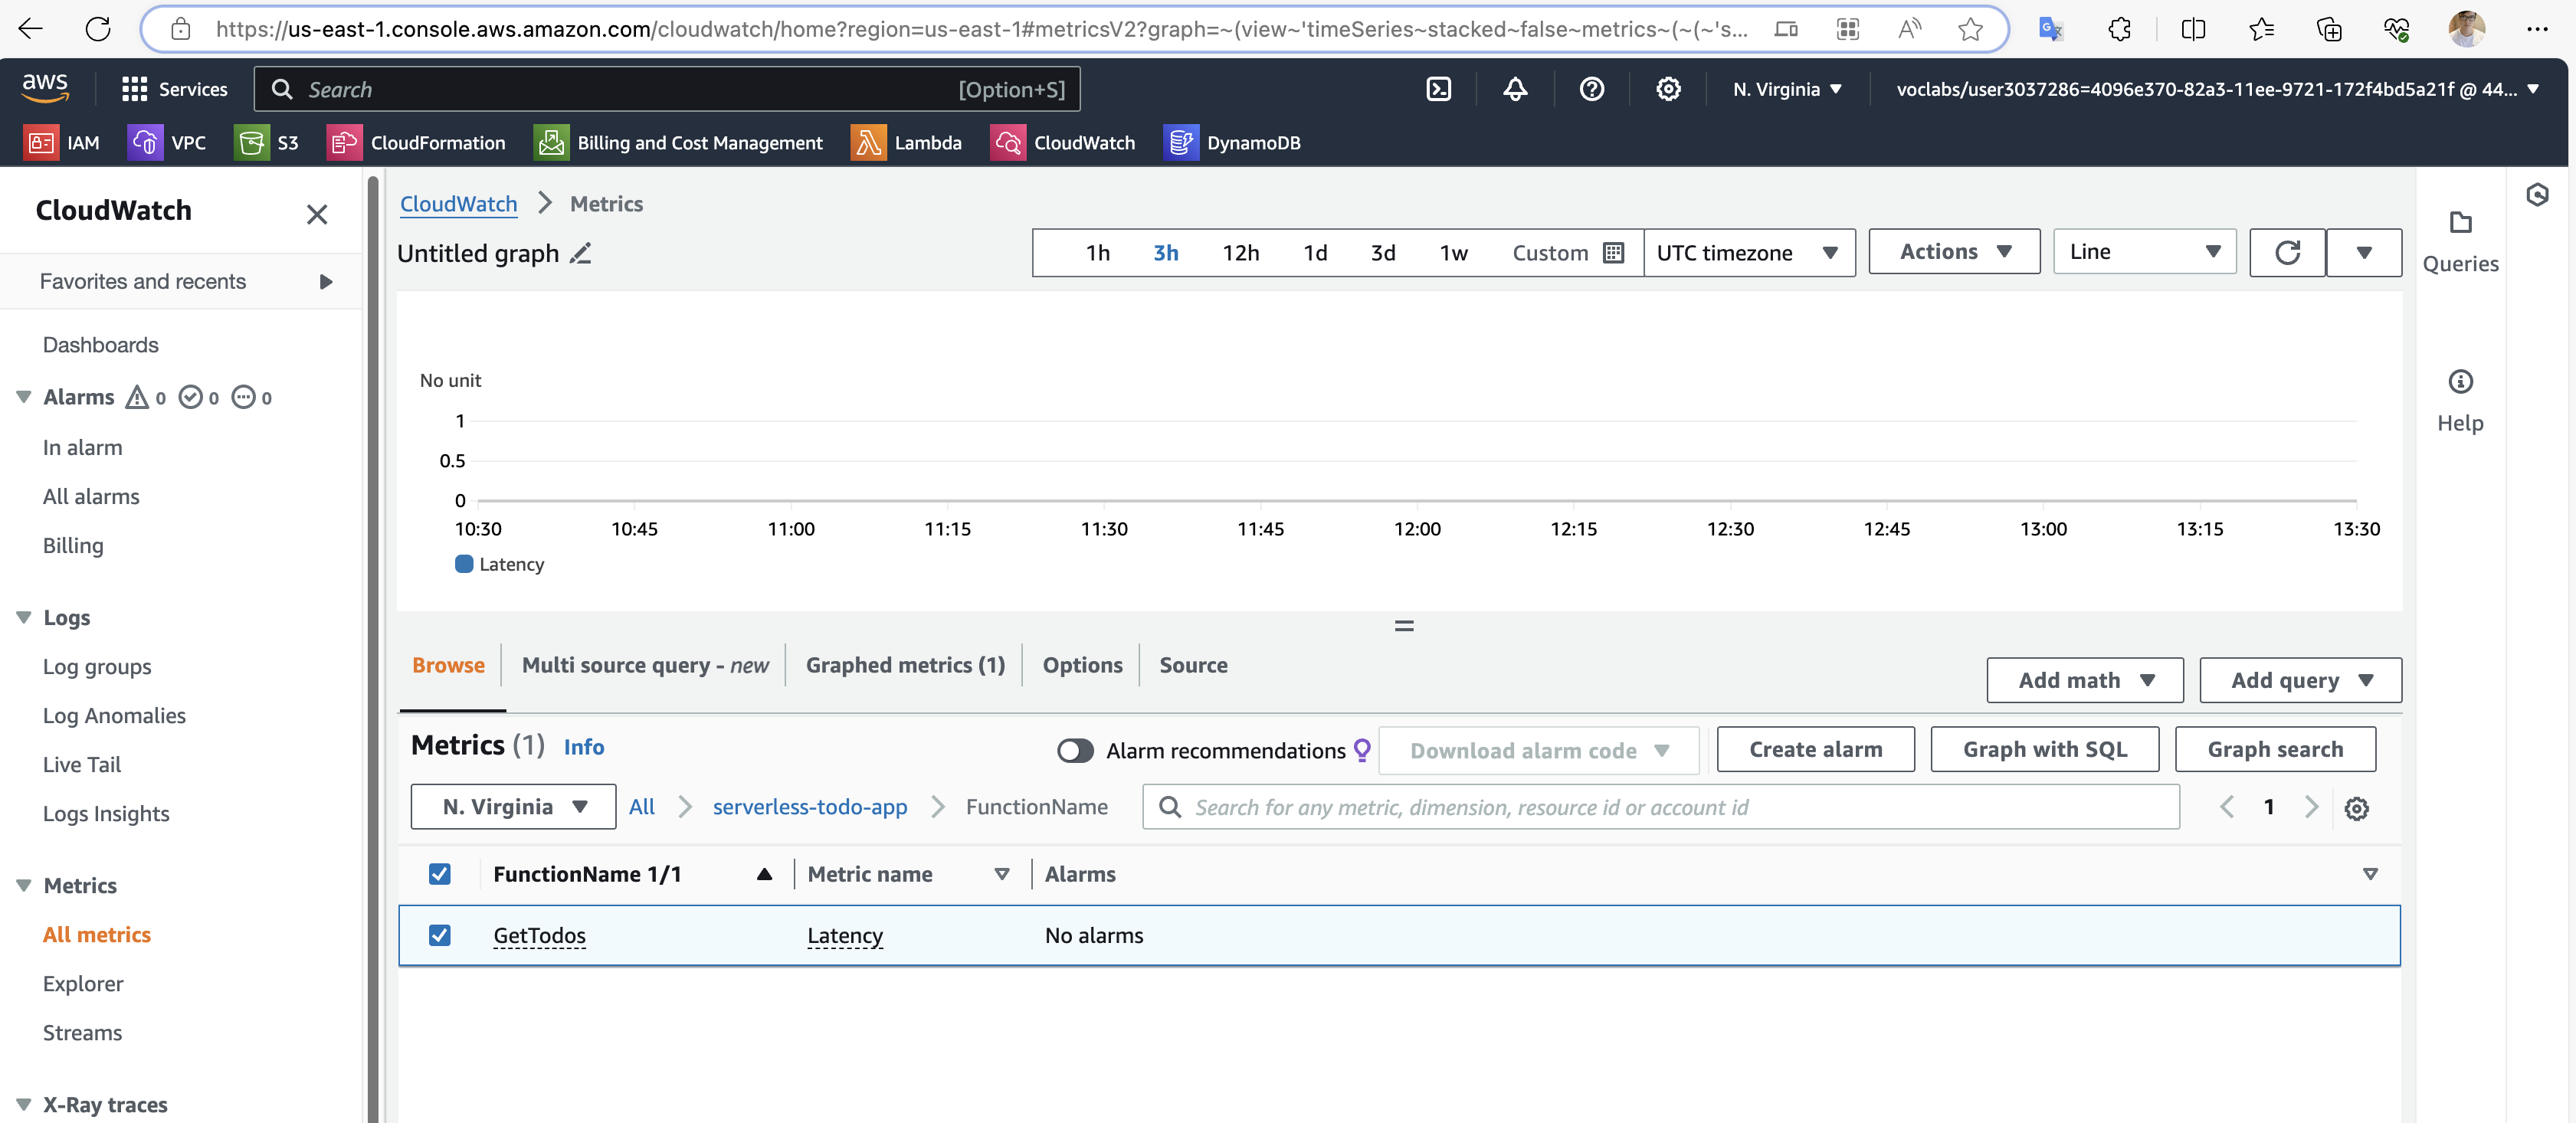 https://us-east-1.console.aws.amazon.com/cloudwatch/home?region=us-east-1#metricsV2?graph=~(view~'timeSeries~stacked~false~metrics~(~(~'s...
aws
Services
Search
[Option+S]
N. Virginia
voclabs/user3037286=4096e370-82a3-11ee-9721-172f4bd5a21f @ 44...
IAM
VPC
S3
CloudFormation
Billing and Cost Management
Lambda
CloudWatch
DynamoDB
CloudWatch
Favorites and recents
Dashboards
Alarms 0 0 0
In alarm
All alarms
Billing
Logs
Log groups
Log Anomalies
Live Tail
Logs Insights
Metrics
All metrics
Explorer
Streams
X-Ray traces
CloudWatch > Metrics
Untitled graph
1h 3h 12h 1d 3d 1w Custom
UTC timezone
Actions
Line
No unit
1
0.5
0
10:30 10:45 11:00 11:15 11:30 11:45 12:00 12:15 12:30 12:45 13:00 13:15 13:30
Latency
Browse
Multi source query - new
Graphed metrics (1)
Options
Source
Add math
Add query
Metrics (1) Info
Alarm recommendations
Download alarm code
Create alarm
Graph with SQL
Graph search
N. Virginia
All > serverless-todo-app > FunctionName
Search for any metric, dimension, resource id or account id
1
FunctionName 1/1
Metric name
Alarms
GetTodos
Latency
No alarms
Queries
Help